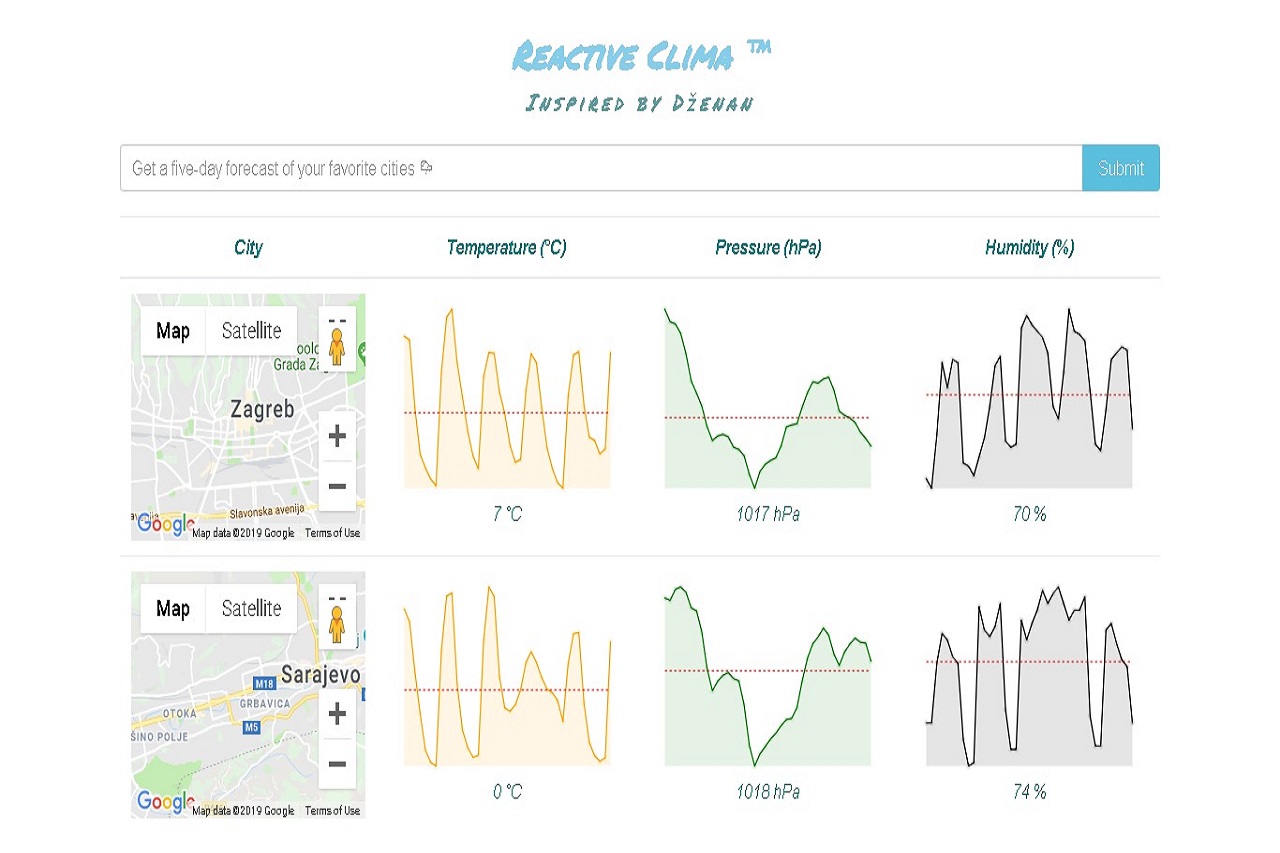 Reactive Clima ™
Inspired by Dženan
Get a five-day forecast of your favorite cities
Submit
City Temperature (°C) Pressure (hPa) Humidity (%)
Map Satellite
Grada Za
Zagreb
+
−
Slavonska avenija
Google Map data ©2019 Google Terms of Use
7 °C 1017 hPa 70 %
Map Satellite
Sarajevo
M18
GRBAVICA
OTOKA
M5
ŠINO POLJE
+
−
Google Map data ©2019 Google Terms of Use
0 °C 1018 hPa 74 %